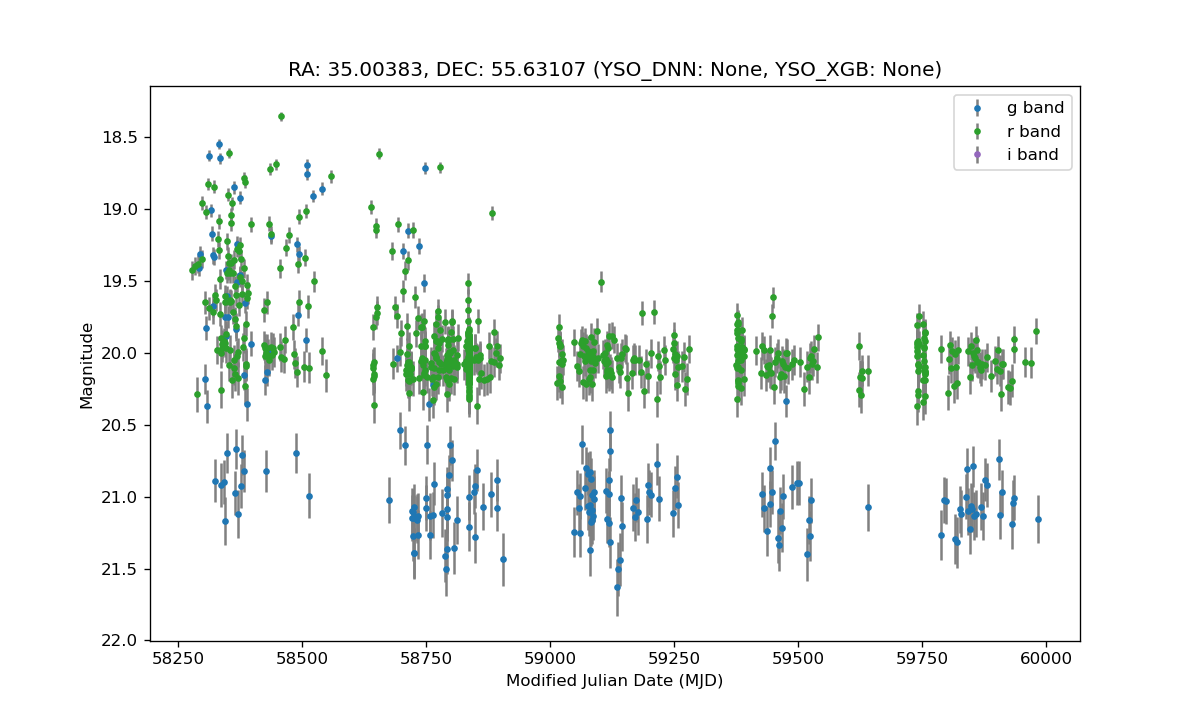 RA: 35.00383, DEC: 55.63107 (YSO_DNN: None, YSO_XGB: None)
g band
r band
i band
18.5
19.0
19.5
20.0
20.5
21.0
21.5
22.0
Magnitude
58250 58500 58750 59000 59250 59500 59750 60000
Modified Julian Date (MJD)